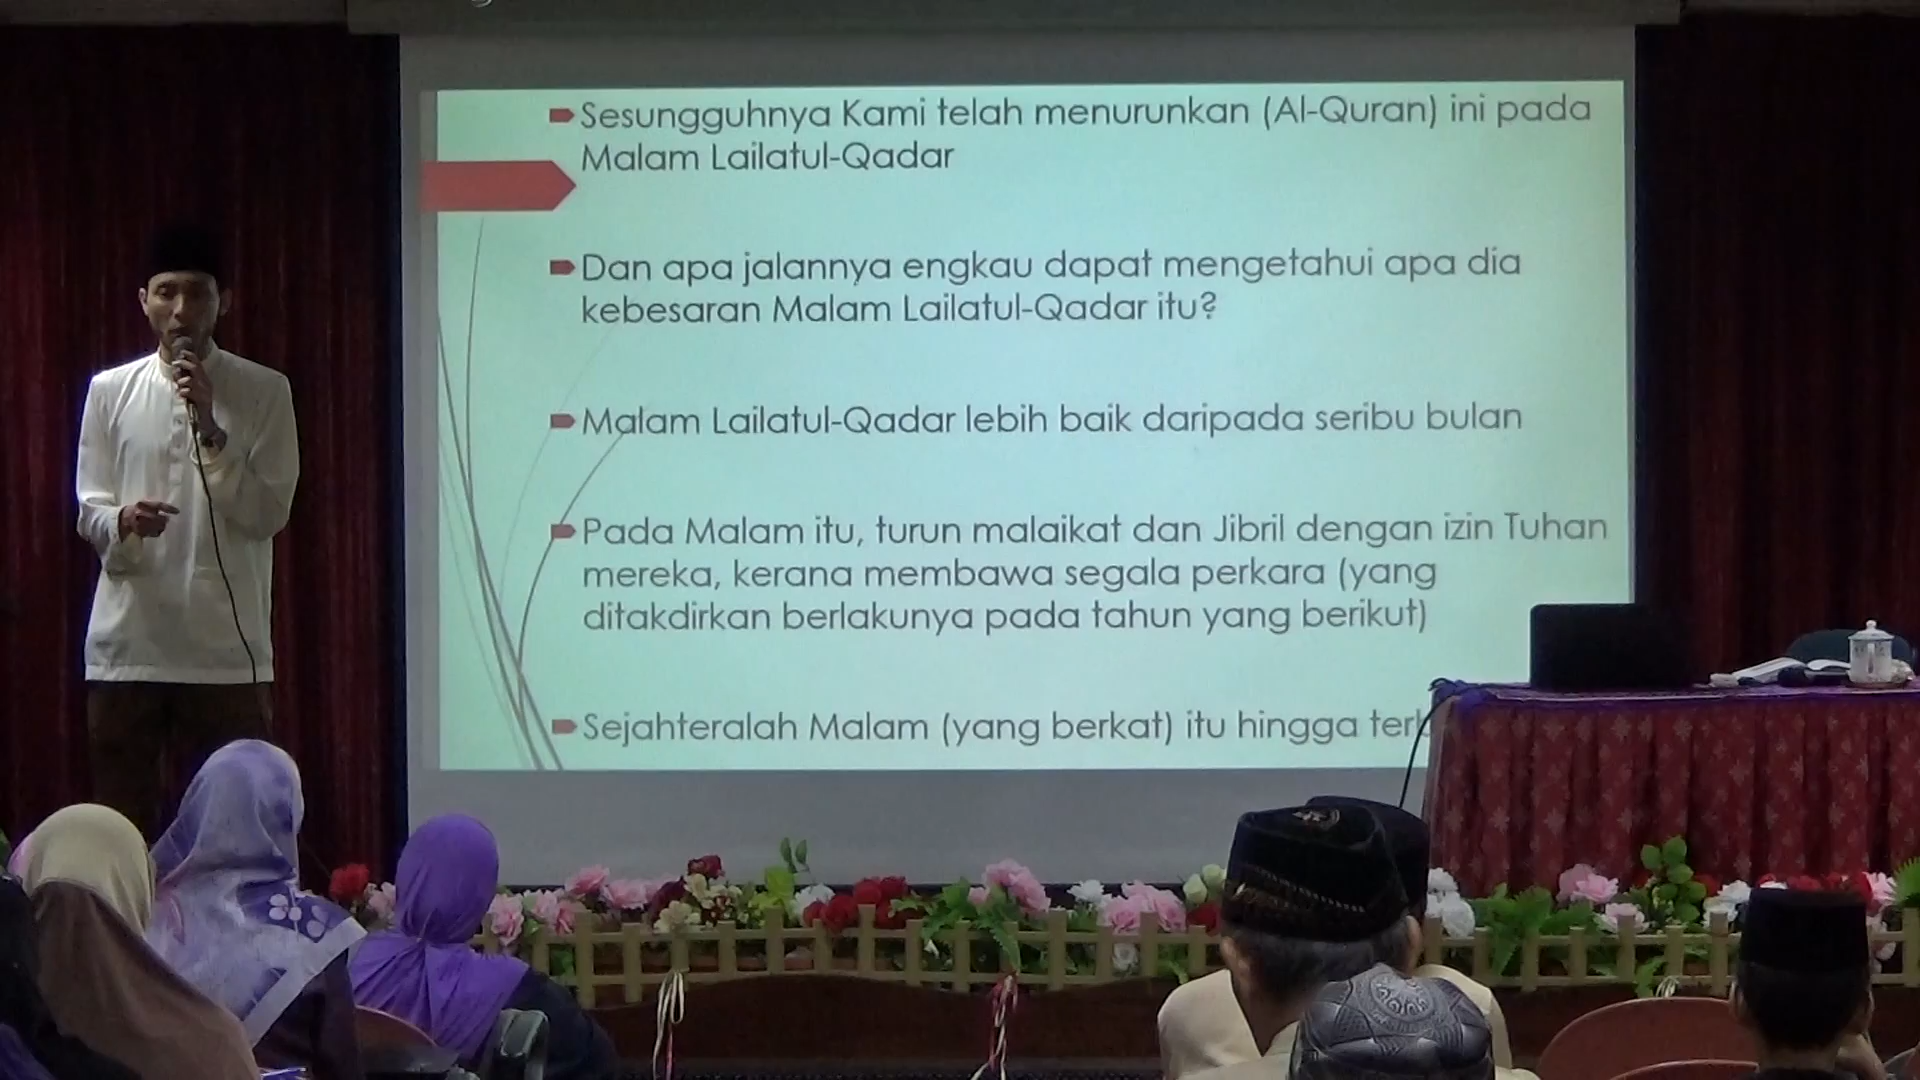 Sesungguhnya Kami telah menurunkan (Al-Quran) ini pada
Malam Lailatul-Qadar
Dan apa jalannya engkau dapat mengetahui apa dia
kebesaran Malam Lailatul-Qadar itu?
Malam Lailatul-Qadar lebih baik daripada seribu bulan
Pada Malam itu, turun malaikat dan Jibril dengan izin Tuhan
mereka, kerana membawa segala perkara (yang
ditakdirkan berlakunya pada tahun yang berikut)
Sejahteralah Malam (yang berkat) itu hingga